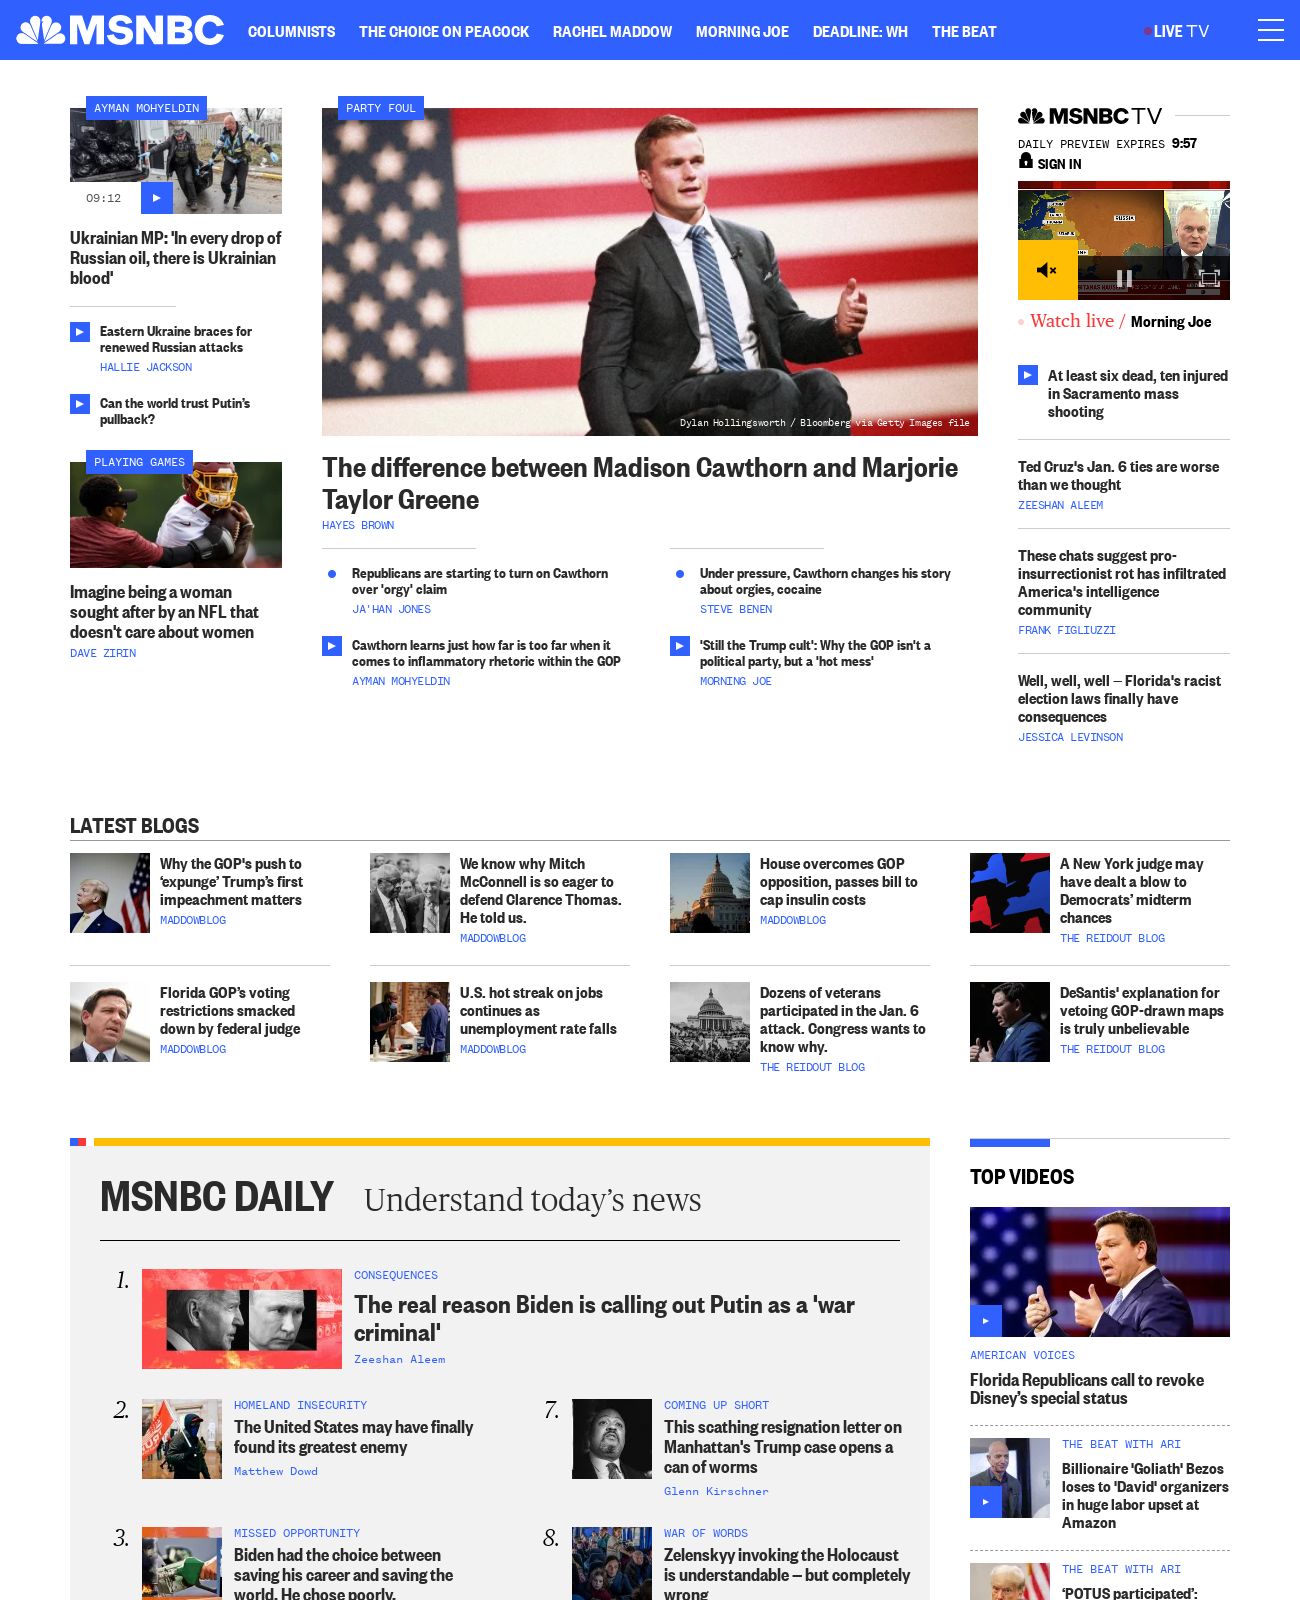 MSNBC
COLUMNISTS
THE CHOICE ON PEACOCK
RACHEL MADDOW
MORNING JOE
DEADLINE: WH
THE BEAT
LIVE TV
AYMAN MOHYELDIN
09:12
Ukrainian MP: 'In every drop of
Russian oil, there is Ukrainian
blood'
Eastern Ukraine braces for
renewed Russian attacks
HALLIE JACKSON
Can the world trust Putin’s
pullback?
PLAYING GAMES
Imagine being a woman
sought after by an NFL that
doesn't care about women
DAVE ZIRIN
PARTY FOUL
Dylan Hollingsworth / Bloomberg via Getty Images file
The difference between Madison Cawthorn and Marjorie
Taylor Greene
HAYES BROWN
Republicans are starting to turn on Cawthorn
over 'orgy' claim
JA'HAN JONES
Cawthorn learns just how far is too far when it
comes to inflammatory rhetoric within the GOP
AYMAN MOHYELDIN
Under pressure, Cawthorn changes his story
about orgies, cocaine
STEVE BENEN
'Still the Trump cult': Why the GOP isn't a
political party, but a 'hot mess'
MORNING JOE
MSNBC TV
DAILY PREVIEW EXPIRES 9:57
SIGN IN
RUSSIA
Watch live / Morning Joe
At least six dead, ten injured
in Sacramento mass
shooting
Ted Cruz's Jan. 6 ties are worse
than we thought
ZEESHAN ALEEM
These chats suggest pro-
insurrectionist rot has infiltrated
America's intelligence
community
FRANK FIGLIUZZI
Well, well, well — Florida's racist
election laws finally have
consequences
JESSICA LEVINSON
LATEST BLOGS
Why the GOP's push to
‘expunge’ Trump’s first
impeachment matters
MADDOWBLOG
We know why Mitch
McConnell is so eager to
defend Clarence Thomas.
He told us.
MADDOWBLOG
House overcomes GOP
opposition, passes bill to
cap insulin costs
MADDOWBLOG
A New York judge may
have dealt a blow to
Democrats’ midterm
chances
THE REIDOUT BLOG
Florida GOP’s voting
restrictions smacked
down by federal judge
MADDOWBLOG
U.S. hot streak on jobs
continues as
unemployment rate falls
MADDOWBLOG
Dozens of veterans
participated in the Jan. 6
attack. Congress wants to
know why.
THE REIDOUT BLOG
DeSantis' explanation for
vetoing GOP-drawn maps
is truly unbelievable
THE REIDOUT BLOG
MSNBC DAILY
Understand today’s news
1.
CONSEQUENCES
The real reason Biden is calling out Putin as a 'war
criminal'
Zeeshan Aleem
2.
HOMELAND INSECURITY
The United States may have finally
found its greatest enemy
Matthew Dowd
3.
MISSED OPPORTUNITY
Biden had the choice between
saving his career and saving the
world. He chose poorly.
7.
COMING UP SHORT
This scathing resignation letter on
Manhattan's Trump case opens a
can of worms
Glenn Kirschner
8.
WAR OF WORDS
Zelenskyy invoking the Holocaust
is understandable — but completely
wrong
TOP VIDEOS
AMERICAN VOICES
Florida Republicans call to revoke
Disney’s special status
THE BEAT WITH ARI
Billionaire 'Goliath' Bezos
loses to 'David' organizers
in huge labor upset at
Amazon
THE BEAT WITH ARI
‘POTUS participated’: